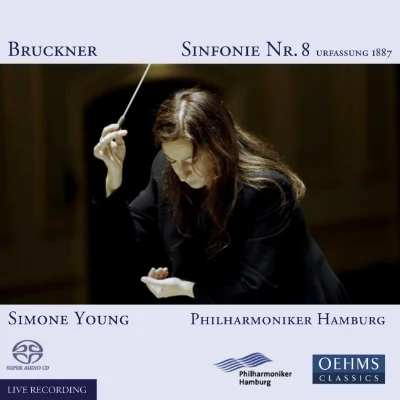 Bruckner Sinfonie Nr. 8 Urfassung 1887
Simone Young Philharmoniker Hamburg
SUPER AUDIO CD
Philharmoniker
Hamburg
OEHMS
CLASSICS
LIVE RECORDING